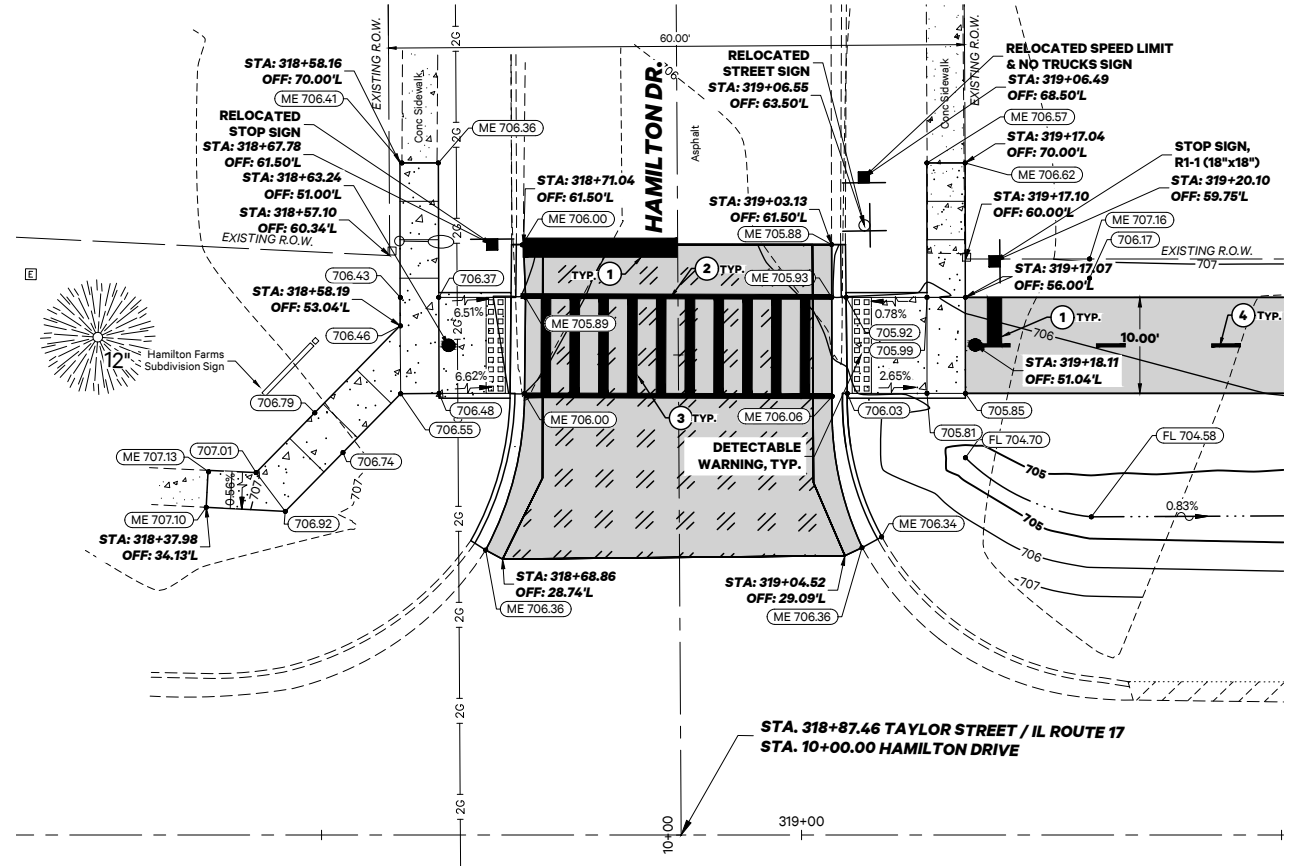 EXISTING R.O.W.
2G
60.00'
EXISTING R.O.W.
STA: 318+58.16
OFF: 70.00'L
ME 706.41
RELOCATED
STOP SIGN
STA: 318+67.78
OFF: 61.50'L
STA: 318+63.24
OFF: 51.00'L
STA: 318+57.10
OFF: 60.34'L
EXISTING R.O.W.
Conc Sidewalk
ME 706.36
2G
2G
STA: 318+71.04
OFF: 61.50'L
ME 706.00
HAMILTON DR.
706
Asphalt
RELOCATED
STREET SIGN
STA: 319+06.55
OFF: 63.50'L
STA: 319+03.13
OFF: 61.50'L
ME 705.88
RELOCATED SPEED LIMIT
& NO TRUCKS SIGN
STA: 319+06.49
OFF: 68.50'L
ME 706.57
Conc Sidewalk
STA: 319+17.04
OFF: 70.00'L
ME 706.62
STOP SIGN,
R1-1 (18"x18")
STA: 319+20.10
OFF: 59.75'L
STA: 319+17.10
OFF: 60.00'L
ME 707.16
706.17
EXISTING R.O.W.
707
STA: 319+17.07
OFF: 56.00'L
E
706.43
706.37
STA: 318+58.19
OFF: 53.04'L
TYP. 1
2 TYP.
ME 705.93
6.51%
2G
ME 705.89
0.78%
705.92
705.99
1 TYP.
706
10.00'
4 TYP.
706.46
12"
Hamilton Farms
Subdivision Sign
STA: 319+18.11
OFF: 51.04'L
6.62%
2.65%
706.79
706.48
ME 706.00
3 TYP.
ME 706.06
706.03
705.85
706.55
705.81
FL 704.70
FL 704.58
DETECTABLE
WARNING, TYP.
707.01
ME 707.13
706.74
0.56%
707
707
705
0.83%
ME 707.10
706.92
STA: 318+37.98
OFF: 34.13'L
2G
ME 706.34
705
706
707
STA: 318+68.86
OFF: 28.74'L
ME 706.36
STA: 319+04.52
OFF: 29.09'L
ME 706.36
2G
2G
STA. 318+87.46 TAYLOR STREET / IL ROUTE 17
STA. 10+00.00 HAMILTON DRIVE
2G
10+00
319+00